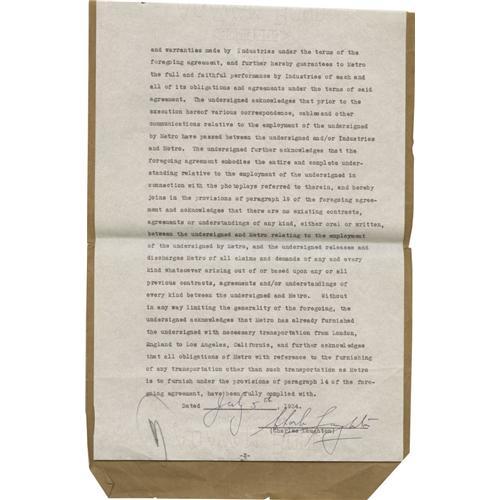 and warranties made by Industries under the terms of the
foregoing agreement, and further hereby guarantees to Metro
the full and faithful performance by Industries of each and
all of its obligations and agreements under the terms of said
agreement. The undersigned acknowledges that prior to the
execution hereof various correspondence, cables and other
communications relative to the employment of the undersigned
by Metro have passed between the undersigned and/or Industries
and Metro. The undersigned further acknowledges that the
foregoing agreement embodies the entire and complete under-
standing relative to the employment of the undersigned in
connection with the photoplays referred to therein, and hereby
joins in the provisions of paragraph 19 of the foregoing agree-
ment and acknowledges that there are no existing contracts,
agreements or understandings of any kind, either oral or written,
between the undersigned and Metro relating to the employment
of the undersigned by Metro, and the undersigned releases and
discharges Metro of all claims and demands of any and every
kind whatsoever arising out of or based upon any or all
previous contracts, agreements and/or understandings of
every kind between the undersigned and Metro. Without
in any way limiting the generality of the foregoing, the
undersigned acknowledges that Metro has already furnished
the undersigned with necessary transportation from London,
England to Los Angeles, California, and further acknowledges
that all obligations of Metro with reference to the furnishing
of any transportation other than such transportation as Metro
is to furnish under the provisions of paragraph 14 of the fore-
going agreement, have been fully complied with.
Dated July 5th, 1934.
Charles Laughton
(Charles Laughton)
-2-